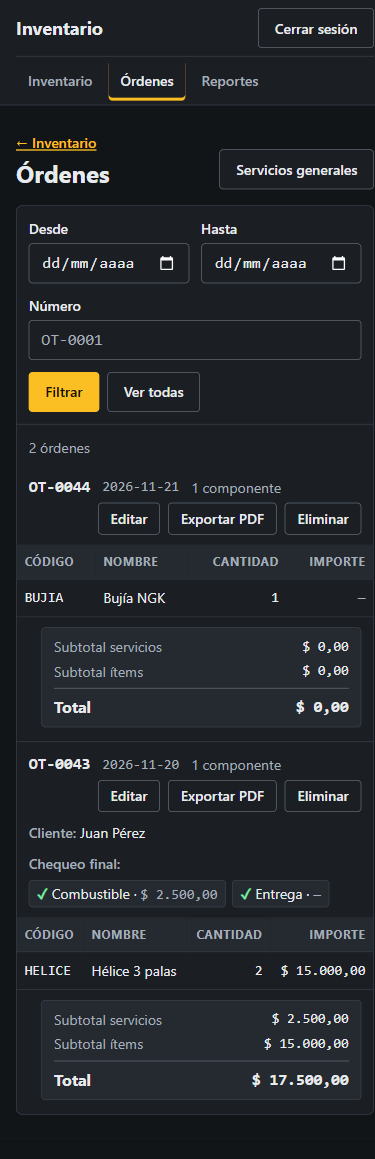 Inventario
Cerrar sesión
Inventario Órdenes Reportes
← Inventario
Órdenes
Servicios generales
Desde Hasta
dd/mm/aaaa dd/mm/aaaa
Número
OT-0001
Filtrar Ver todas
2 órdenes
OT-0044 2026-11-21 1 componente
Editar Exportar PDF Eliminar
CÓDIGO NOMBRE CANTIDAD IMPORTE
BUJIA Bujía NGK 1 —
Subtotal servicios $ 0,00
Subtotal ítems $ 0,00
Total $ 0,00
OT-0043 2026-11-20 1 componente
Editar Exportar PDF Eliminar
Cliente: Juan Pérez
Chequeo final:
✓ Combustible · $ 2.500,00 ✓ Entrega · —
CÓDIGO NOMBRE CANTIDAD IMPORTE
HELICE Hélice 3 palas 2 $ 15.000,00
Subtotal servicios $ 2.500,00
Subtotal ítems $ 15.000,00
Total $ 17.500,00